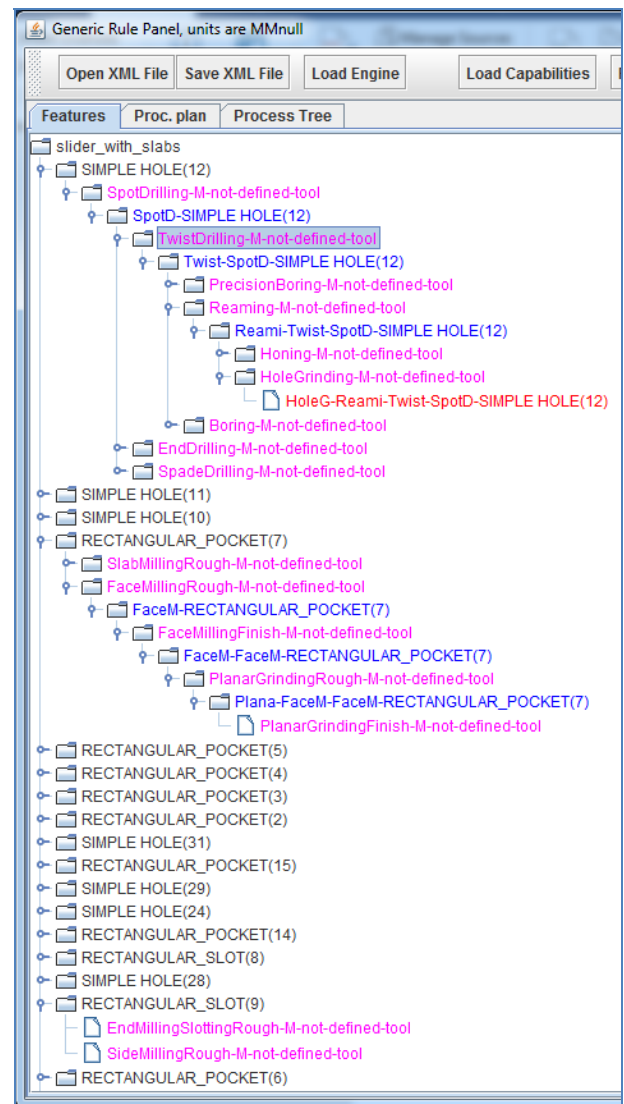 Generic Rule Panel, units are MMnull
Open XML File Save XML File Load Engine Load Capabilities
Features Proc. plan Process Tree
slider_with_slabs
SIMPLE HOLE(12)
SpotDrilling-M-not-defined-tool
SpotD-SIMPLE HOLE(12)
TwistDrilling-M-not-defined-tool
Twist-SpotD-SIMPLE HOLE(12)
PrecisionBoring-M-not-defined-tool
Reaming-M-not-defined-tool
Reami-Twist-SpotD-SIMPLE HOLE(12)
Honing-M-not-defined-tool
HoleGrinding-M-not-defined-tool
HoleG-Reami-Twist-SpotD-SIMPLE HOLE(12)
Boring-M-not-defined-tool
EndDrilling-M-not-defined-tool
SpadeDrilling-M-not-defined-tool
SIMPLE HOLE(11)
SIMPLE HOLE(10)
RECTANGULAR_POCKET(7)
SlabMillingRough-M-not-defined-tool
FaceMillingRough-M-not-defined-tool
FaceM-RECTANGULAR_POCKET(7)
FaceMillingFinish-M-not-defined-tool
FaceM-FaceM-RECTANGULAR_POCKET(7)
PlanarGrindingRough-M-not-defined-tool
Plana-FaceM-FaceM-RECTANGULAR_POCKET(7)
PlanarGrindingFinish-M-not-defined-tool
RECTANGULAR_POCKET(5)
RECTANGULAR_POCKET(4)
RECTANGULAR_POCKET(3)
RECTANGULAR_POCKET(2)
SIMPLE HOLE(31)
RECTANGULAR_POCKET(15)
SIMPLE HOLE(29)
SIMPLE HOLE(24)
RECTANGULAR_POCKET(14)
RECTANGULAR_SLOT(8)
SIMPLE HOLE(28)
RECTANGULAR_SLOT(9)
EndMillingSlottingRough-M-not-defined-tool
SideMillingRough-M-not-defined-tool
RECTANGULAR_POCKET(6)